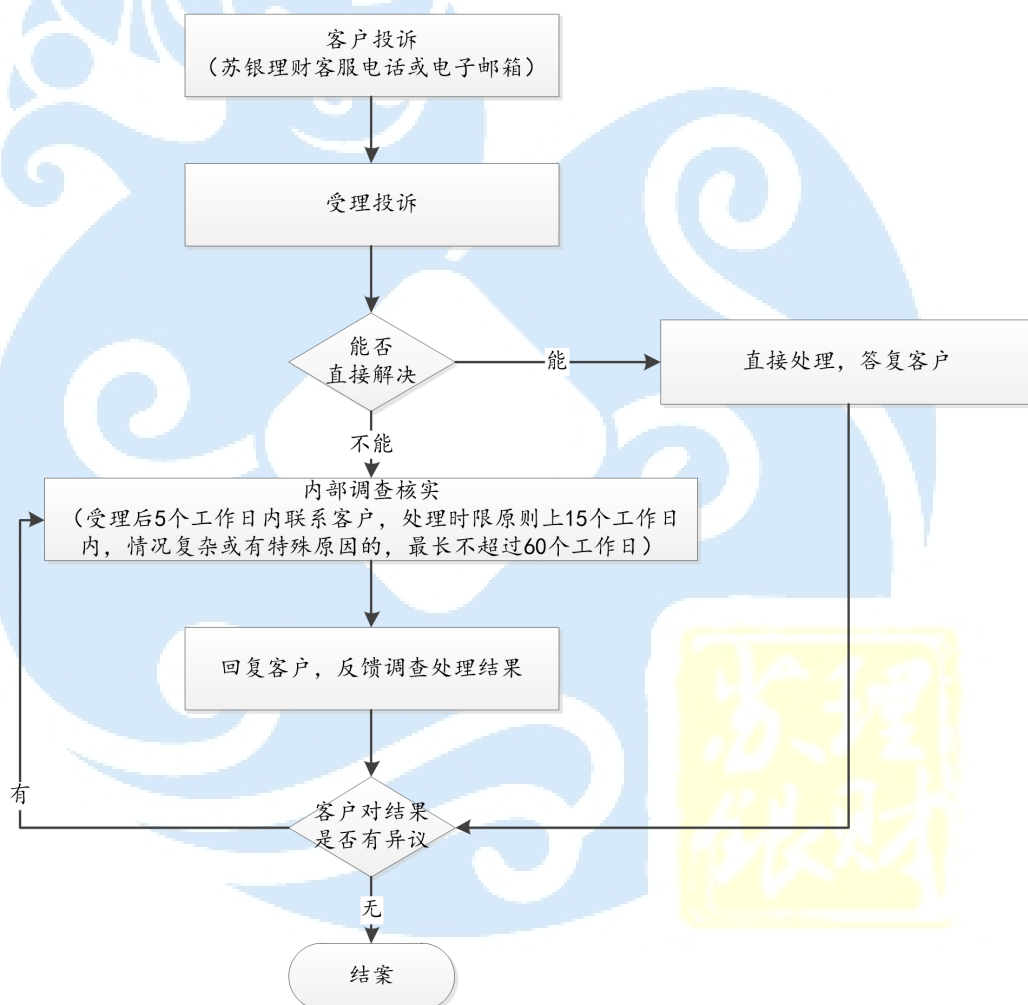 客户投诉
（苏银理财客服电话或电子邮箱）
受理投诉
能否
直接解决
能
直接处理，答复客户
不能
内部调查核实
（受理后5个工作日内联系客户，处理时限原则上15个工作日
内，情况复杂或有特殊原因的，最长不超过60个工作日）
回复客户，反馈调查处理结果
有
客户对结果
是否有异议
无
结案
苏理
银财